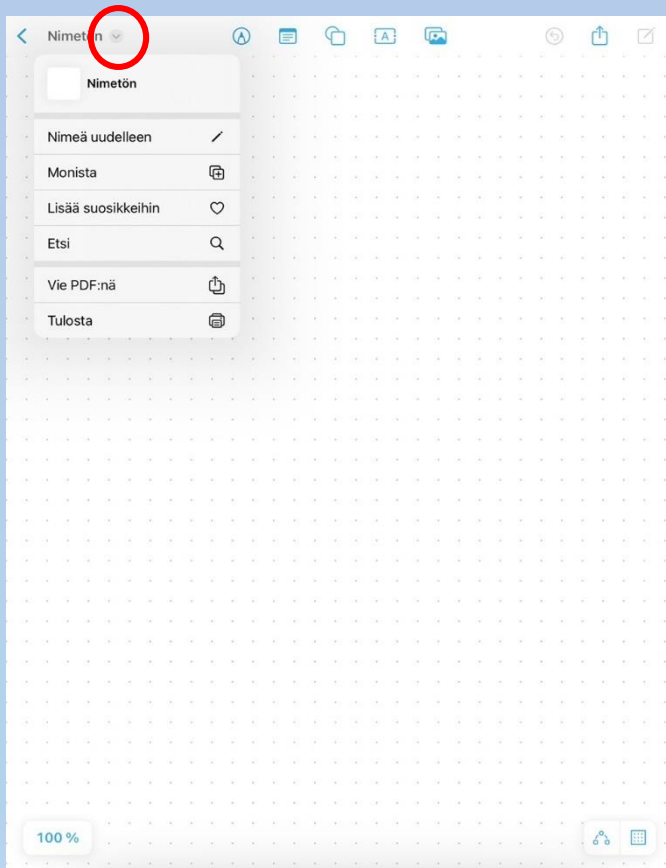 Nimetön
A
Nimetön
Nimeä uudelleen
Monista
Lisää suosikkeihin
Etsi
Vie PDF:nä
Tulosta
100 %